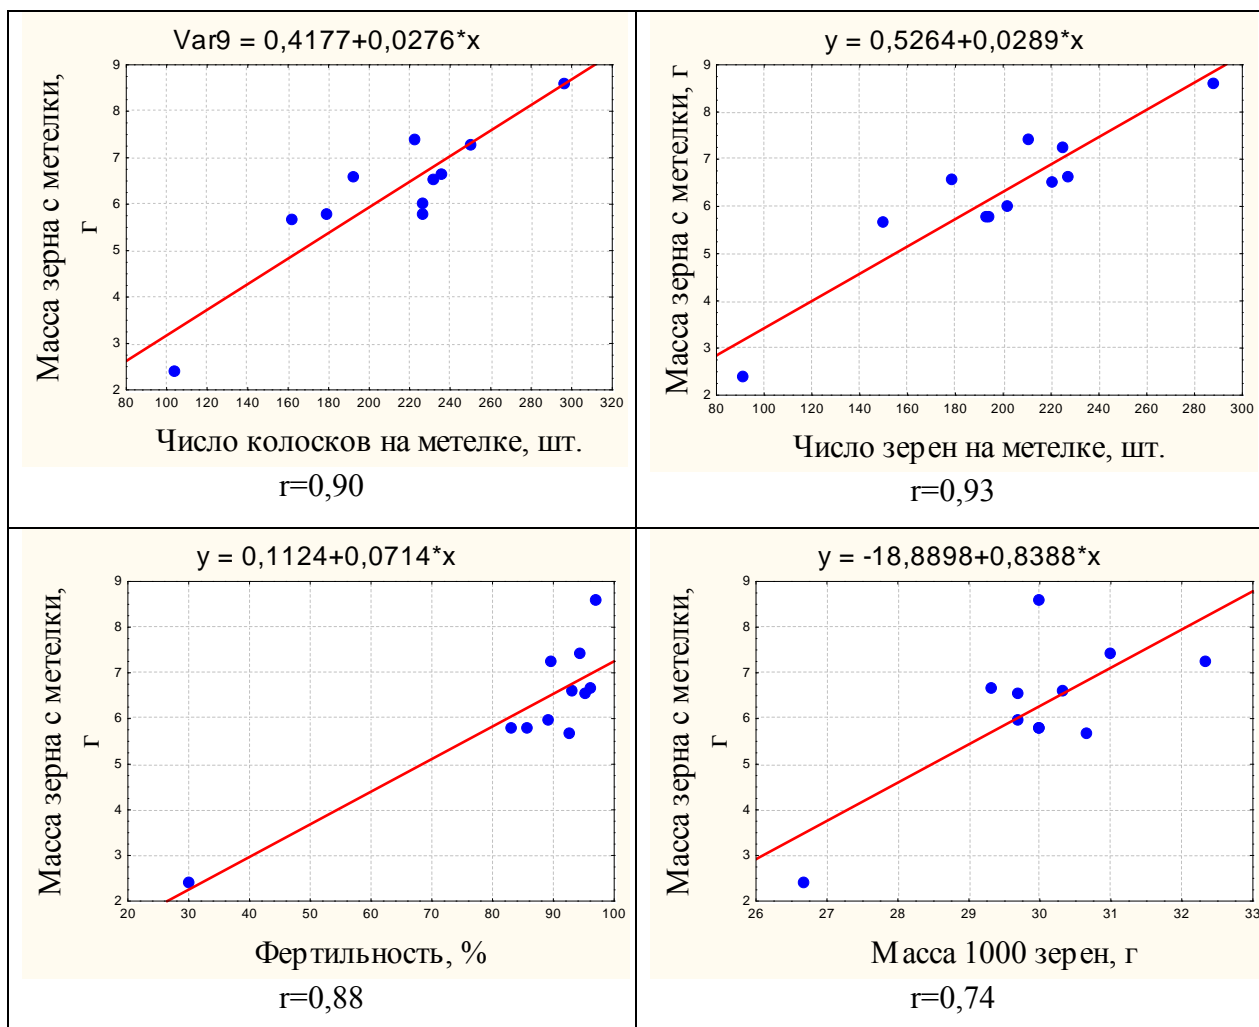 Var9 = 0,4177+0,0276*x
Масса зерна с метелки,
г
9
8
7
6
5
4
3
2
80 100 120 140 160 180 200 220 240 260 280 300 320
Число колосков на метелке, шт.
r=0,90
y = 0,5264+0,0289*x
Масса зерна с метелки, г
9
8
7
6
5
4
3
2
80 100 120 140 160 180 200 220 240 260 280 300
Число зерен на метелке, шт.
r=0,93
y = 0,1124+0,0714*x
Масса зерна с метелки,
г
9
8
7
6
5
4
3
2
20 30 40 50 60 70 80 90 100
Фертильность, %
r=0,88
y = -18,8898+0,8388*x
Масса зерна с метелки,
г
9
8
7
6
5
4
3
2
26 27 28 29 30 31 32 33
Масса 1000 зерен, г
r=0,74